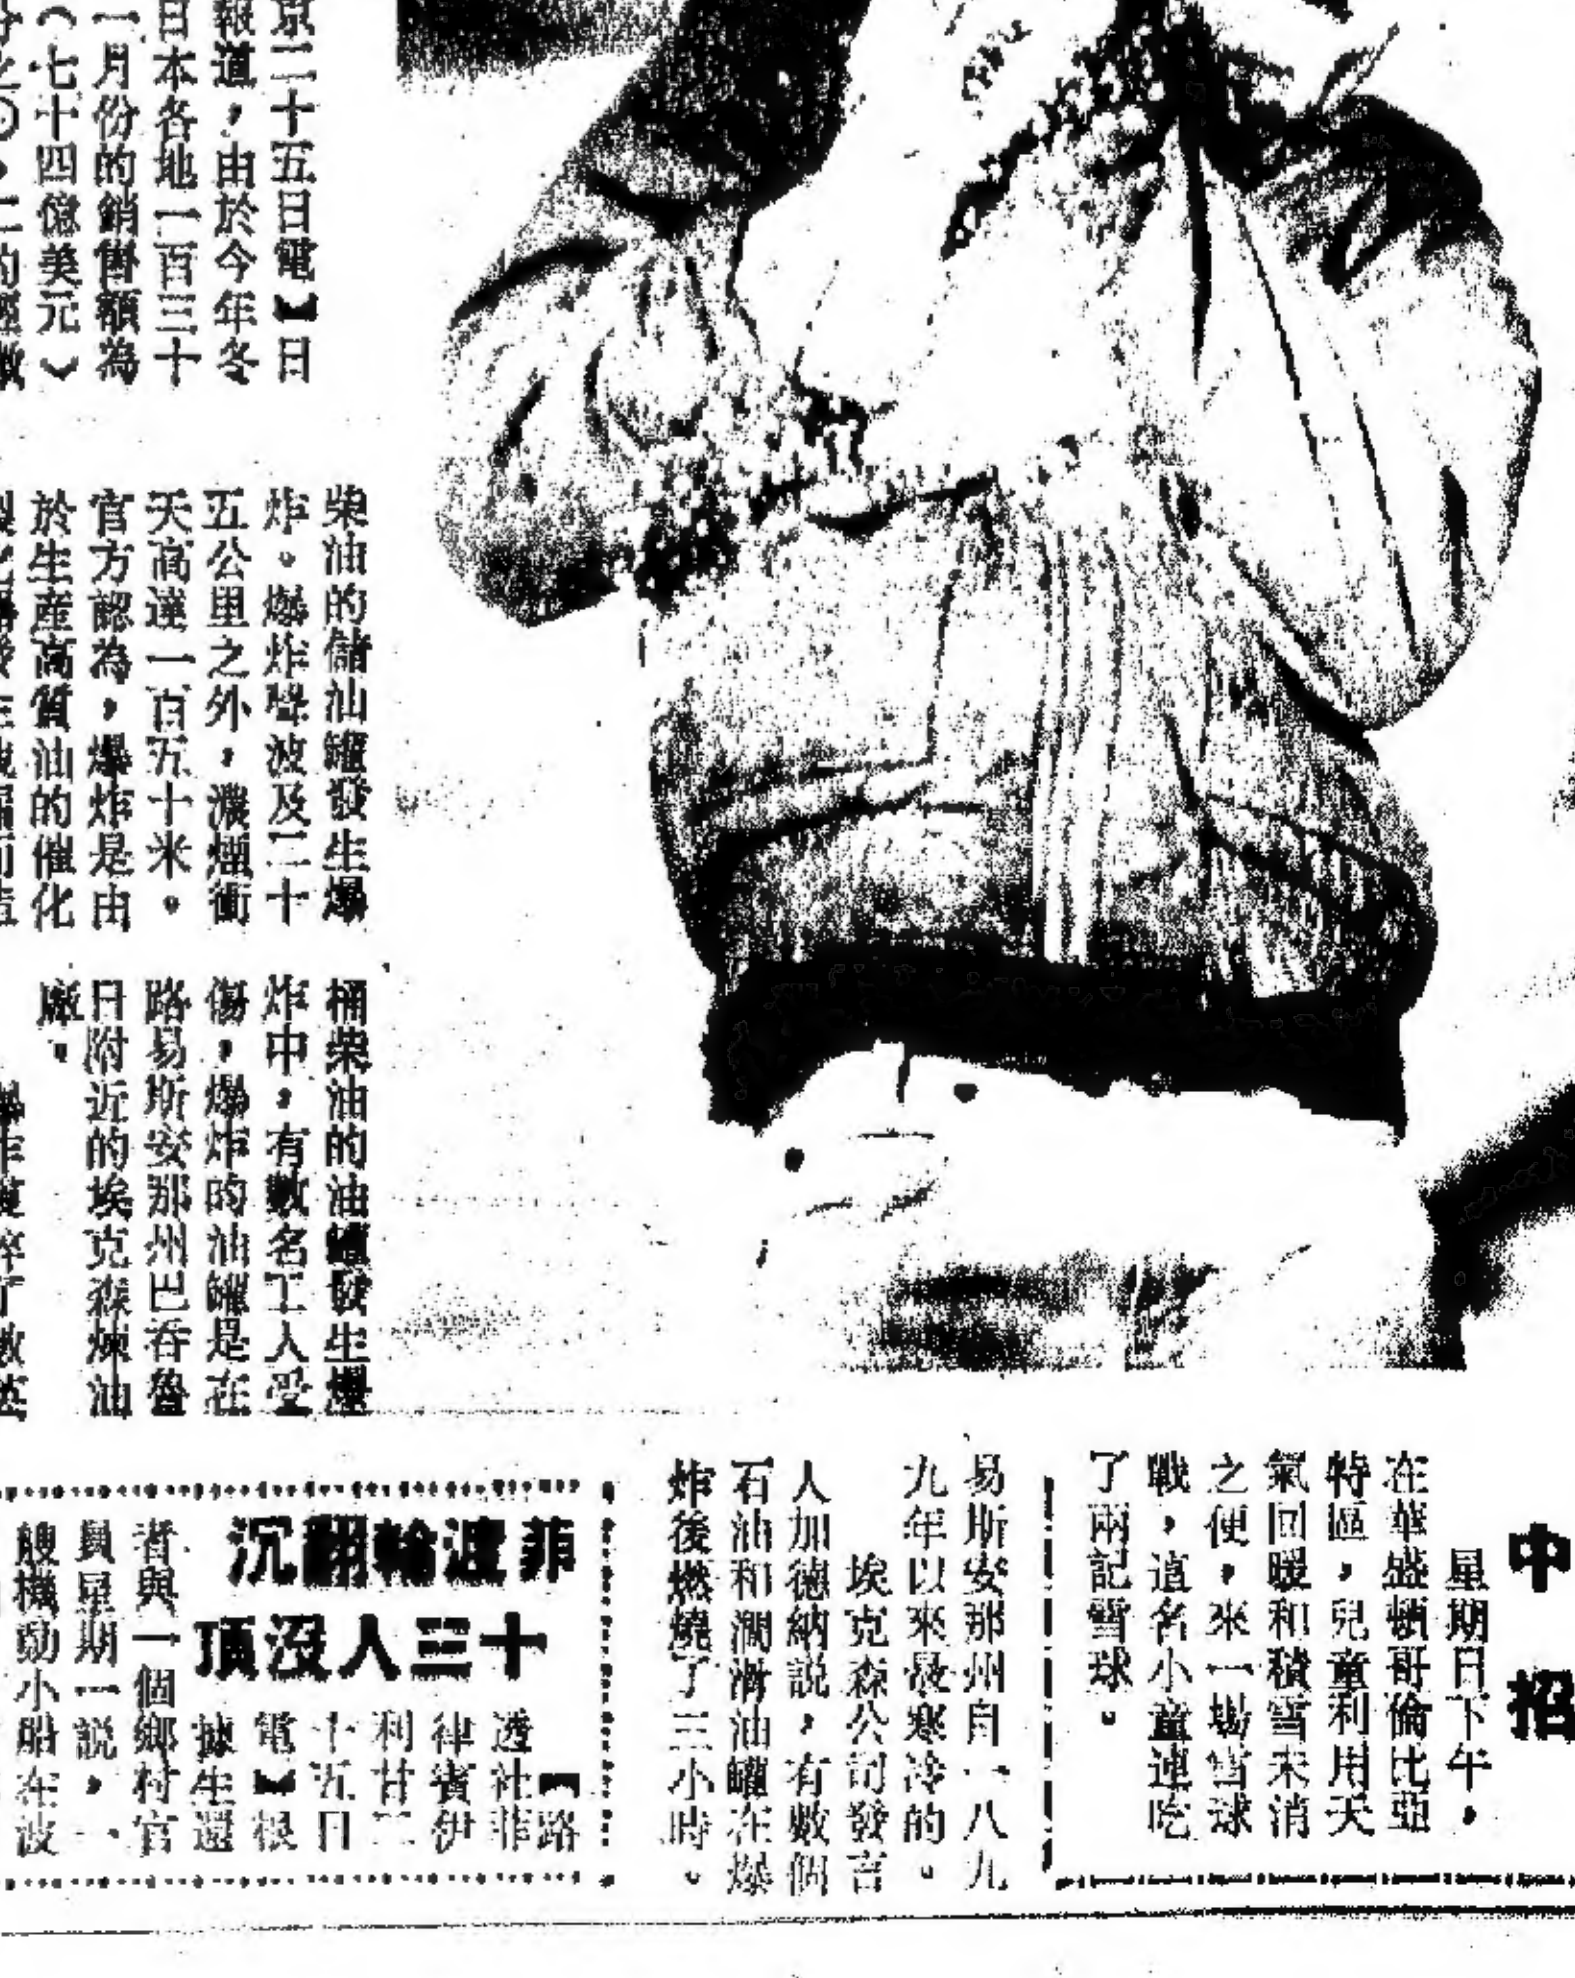 京二十五日電】日
報道，由於今年冬
日本各地一百三十
一月份的銷售額為
（七十四億美元）
柴油的儲油罐發生爆
炸。爆炸聲波及二十
五公里之外，濃煙衝
天高達一百五十米。
官方認為，爆炸是由
於生産高質油的催化
桶柴油的油罐發生爆
炸中，有數名工人受
傷，爆炸的油罐是在
路易斯安那州巴吞魯
日附近的埃克森煉油
廠。
中招
星期日下午，
在華盛頓哥倫比亞
特區，兒童利用天
氣回暖和積雪未消
之便，來一場雪球
戰，這名小童連吃
了兩記雪球。
易斯安那州自一八九
九年以來最寒冷的。
埃克森公司發言
人加德納説，有數個
石油和潤滑油罐在爆
炸後燃燒了三小時。
菲渡輪翻沉
十三人没頂
【路
透社菲
律賓伊
利甘二
十五日
電】根
據生還
者與一個鄉村官
員星期一説，一
艘機動小船在波